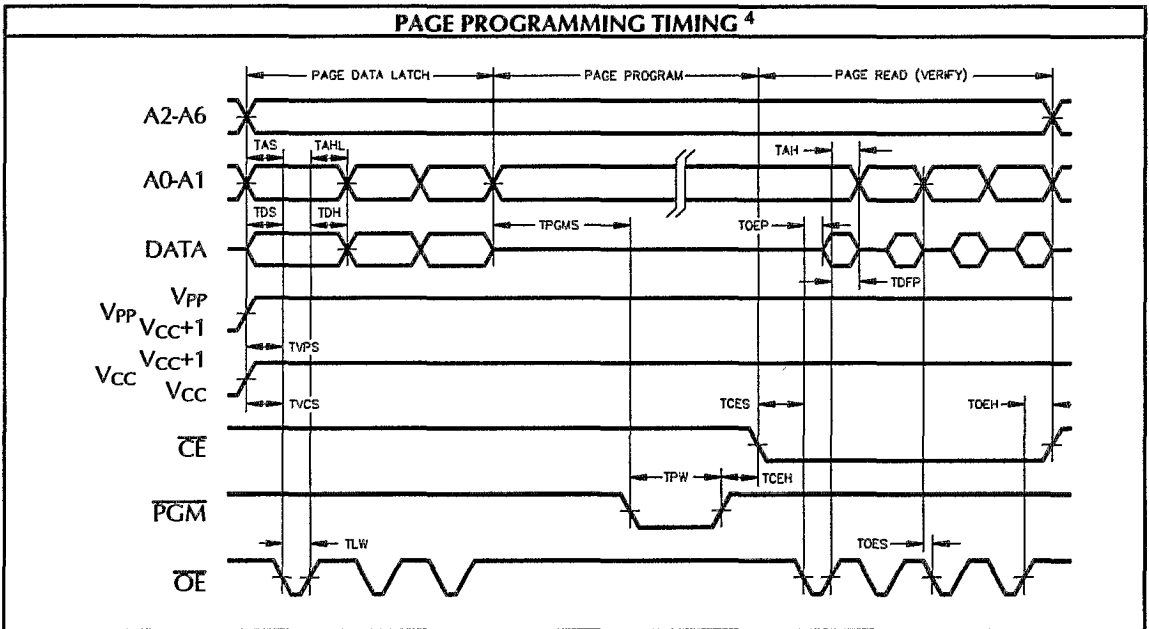 PAGE PROGRAMMING TIMING 4
PAGE DATA LATCH PAGE PROGRAM PAGE READ (VERIFY)
A2-A6
TAS TAHL TAH
A0-A1
TDS TDH TPGMS TOEP
DATA
TDFP
VPP
VPP
VCC+1
TVPS
VCC+1
VCC
VCC
TVCS TCES TOEH
CE
TPW TCEH
PGM
TLW TOES
OE